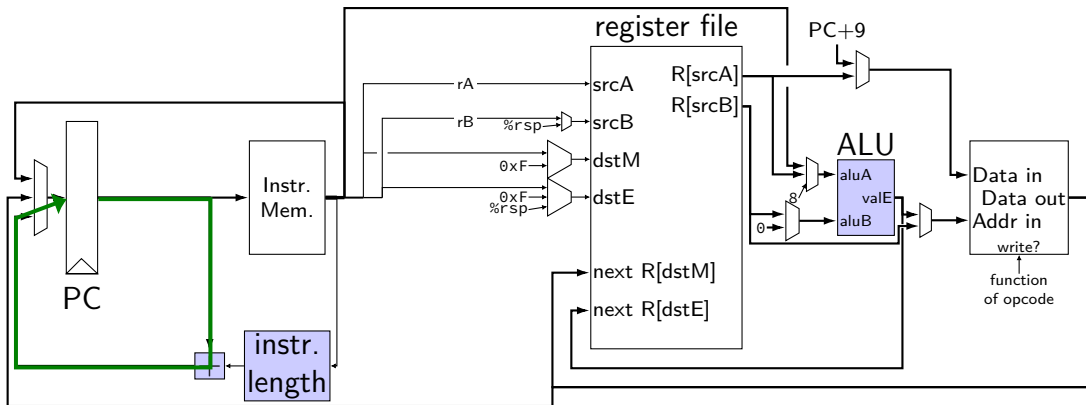 register file
PC+9
rA
srcA
R[srcA]
R[srcB]
rB
%rsp
srcB
ALU
Instr.
Mem.
0xF
dstM
aluA
valE
aluB
8
0
0xF
%rsp
dstE
Data in
Data out
Addr in
write?
function
of opcode
PC
next R[dstM]
next R[dstE]
instr.
length